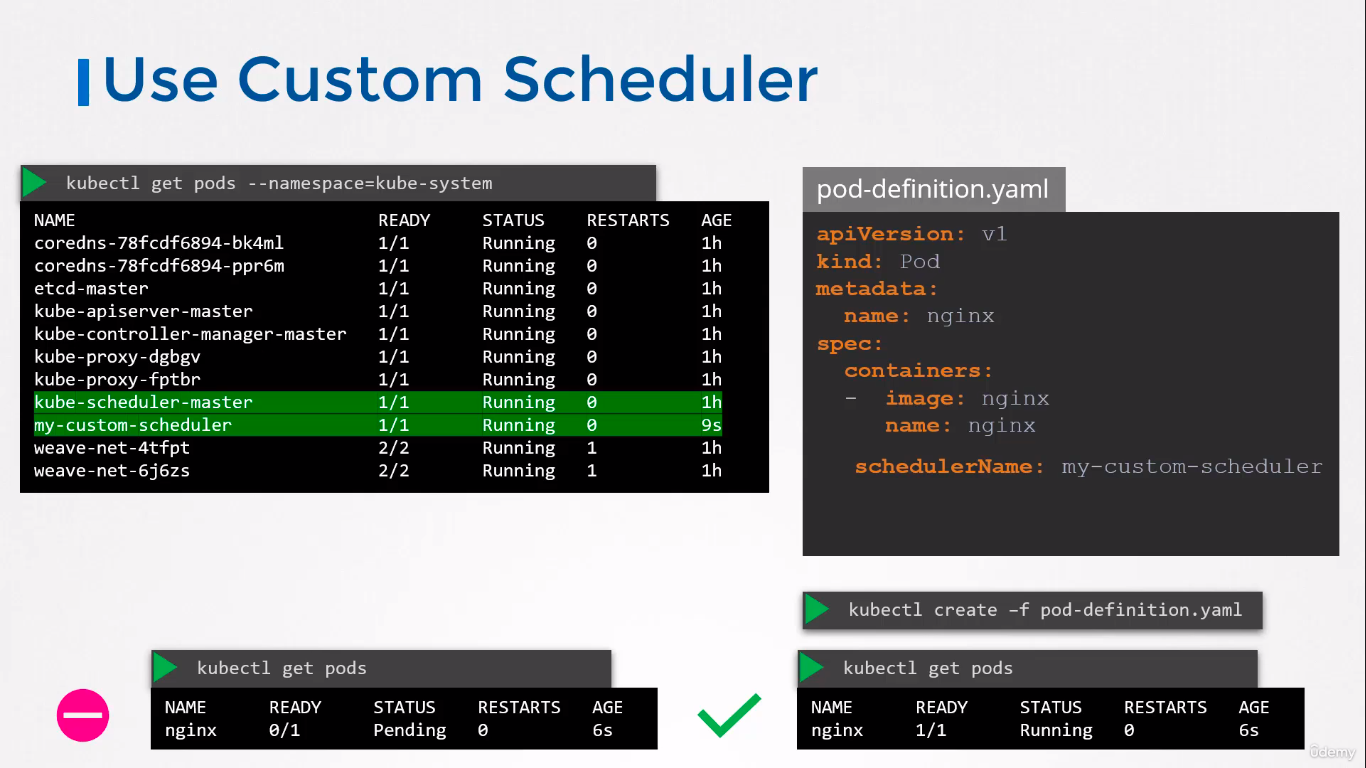 Use Custom Scheduler
kubectl get pods --namespace=kube-system
NAME READY STATUS RESTARTS AGE
coredns-78fcdf6894-bk4ml 1/1 Running 0 1h
coredns-78fcdf6894-ppr6m 1/1 Running 0 1h
etcd-master 1/1 Running 0 1h
kube-apiserver-master 1/1 Running 0 1h
kube-controller-manager-master 1/1 Running 0 1h
kube-proxy-dgbgv 1/1 Running 0 1h
kube-proxy-fptbr 1/1 Running 0 1h
kube-scheduler-master 1/1 Running 0 1h
my-custom-scheduler 1/1 Running 0 9s
weave-net-4tfpt 2/2 Running 1 1h
weave-net-6j6zs 2/2 Running 1 1h
pod-definition.yaml
apiVersion: v1
kind: Pod
metadata:
  name: nginx
spec:
  containers:
  - image: nginx
    name: nginx
  schedulerName: my-custom-scheduler
kubectl create –f pod-definition.yaml
kubectl get pods
NAME READY STATUS RESTARTS AGE
nginx 0/1 Pending 0 6s
kubectl get pods
NAME READY STATUS RESTARTS AGE
nginx 1/1 Running 0 6s
ûdemy